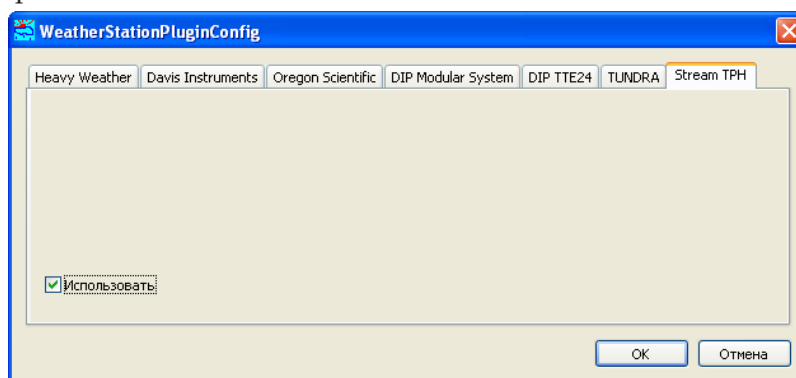 WeatherStationPluginConfig
Heavy Weather Davis Instruments Oregon Scientific DIP Modular System DIP TTE24 TUNDRA Stream TPH
Использовать
OK Отмена